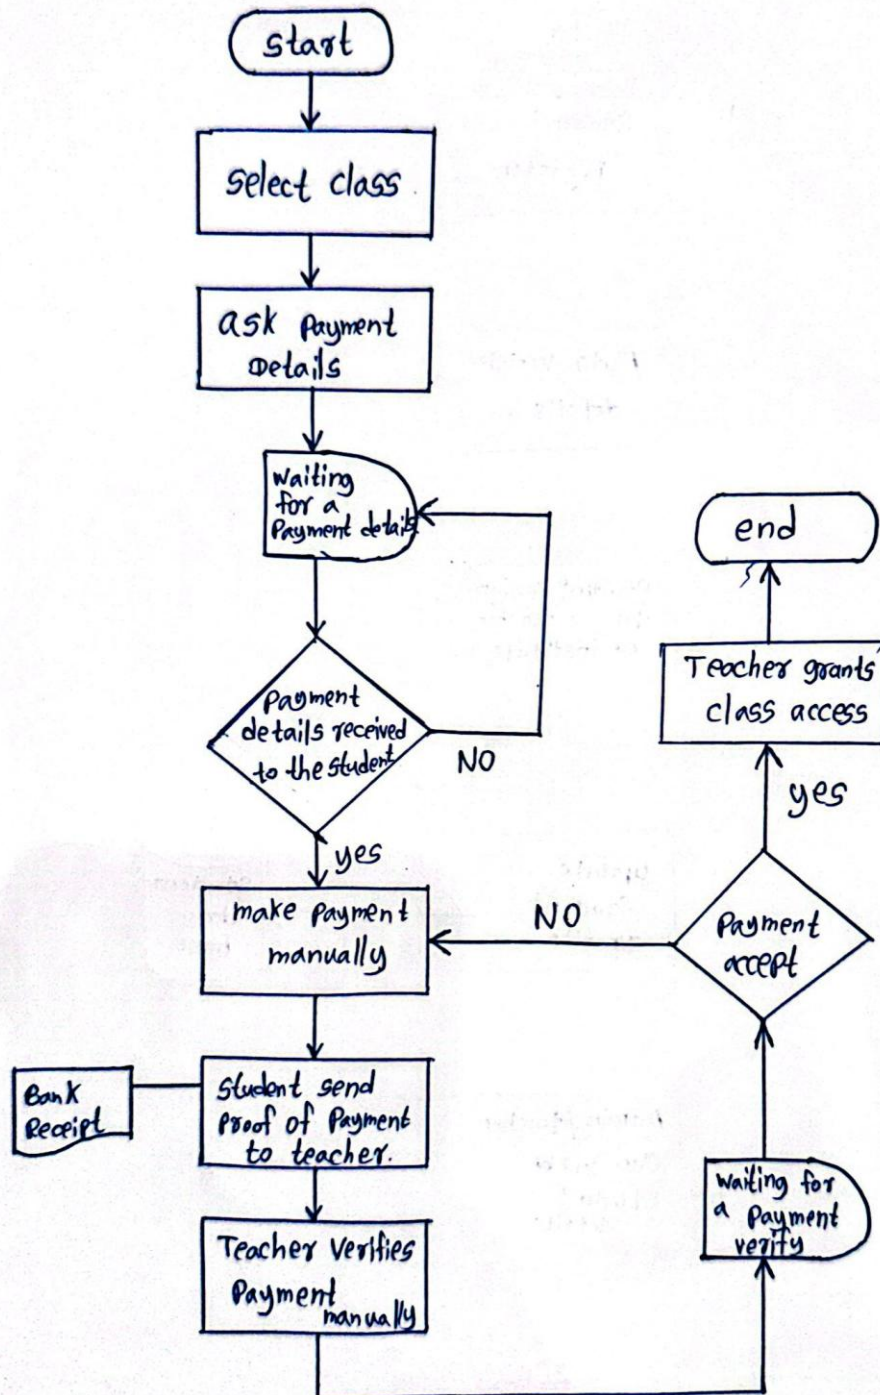 Start
Select class
Ask Payment
Details
Waiting
for a
Payment details
Payment
details received
to the student
NO
yes
make Payment
manually
Bank
Receipt
Student send
Proof of Payment
to teacher.
Teacher Verifies
Payment
manually
waiting for
a Payment
verify
Payment
accept
NO
yes
Teacher grants
class access
end